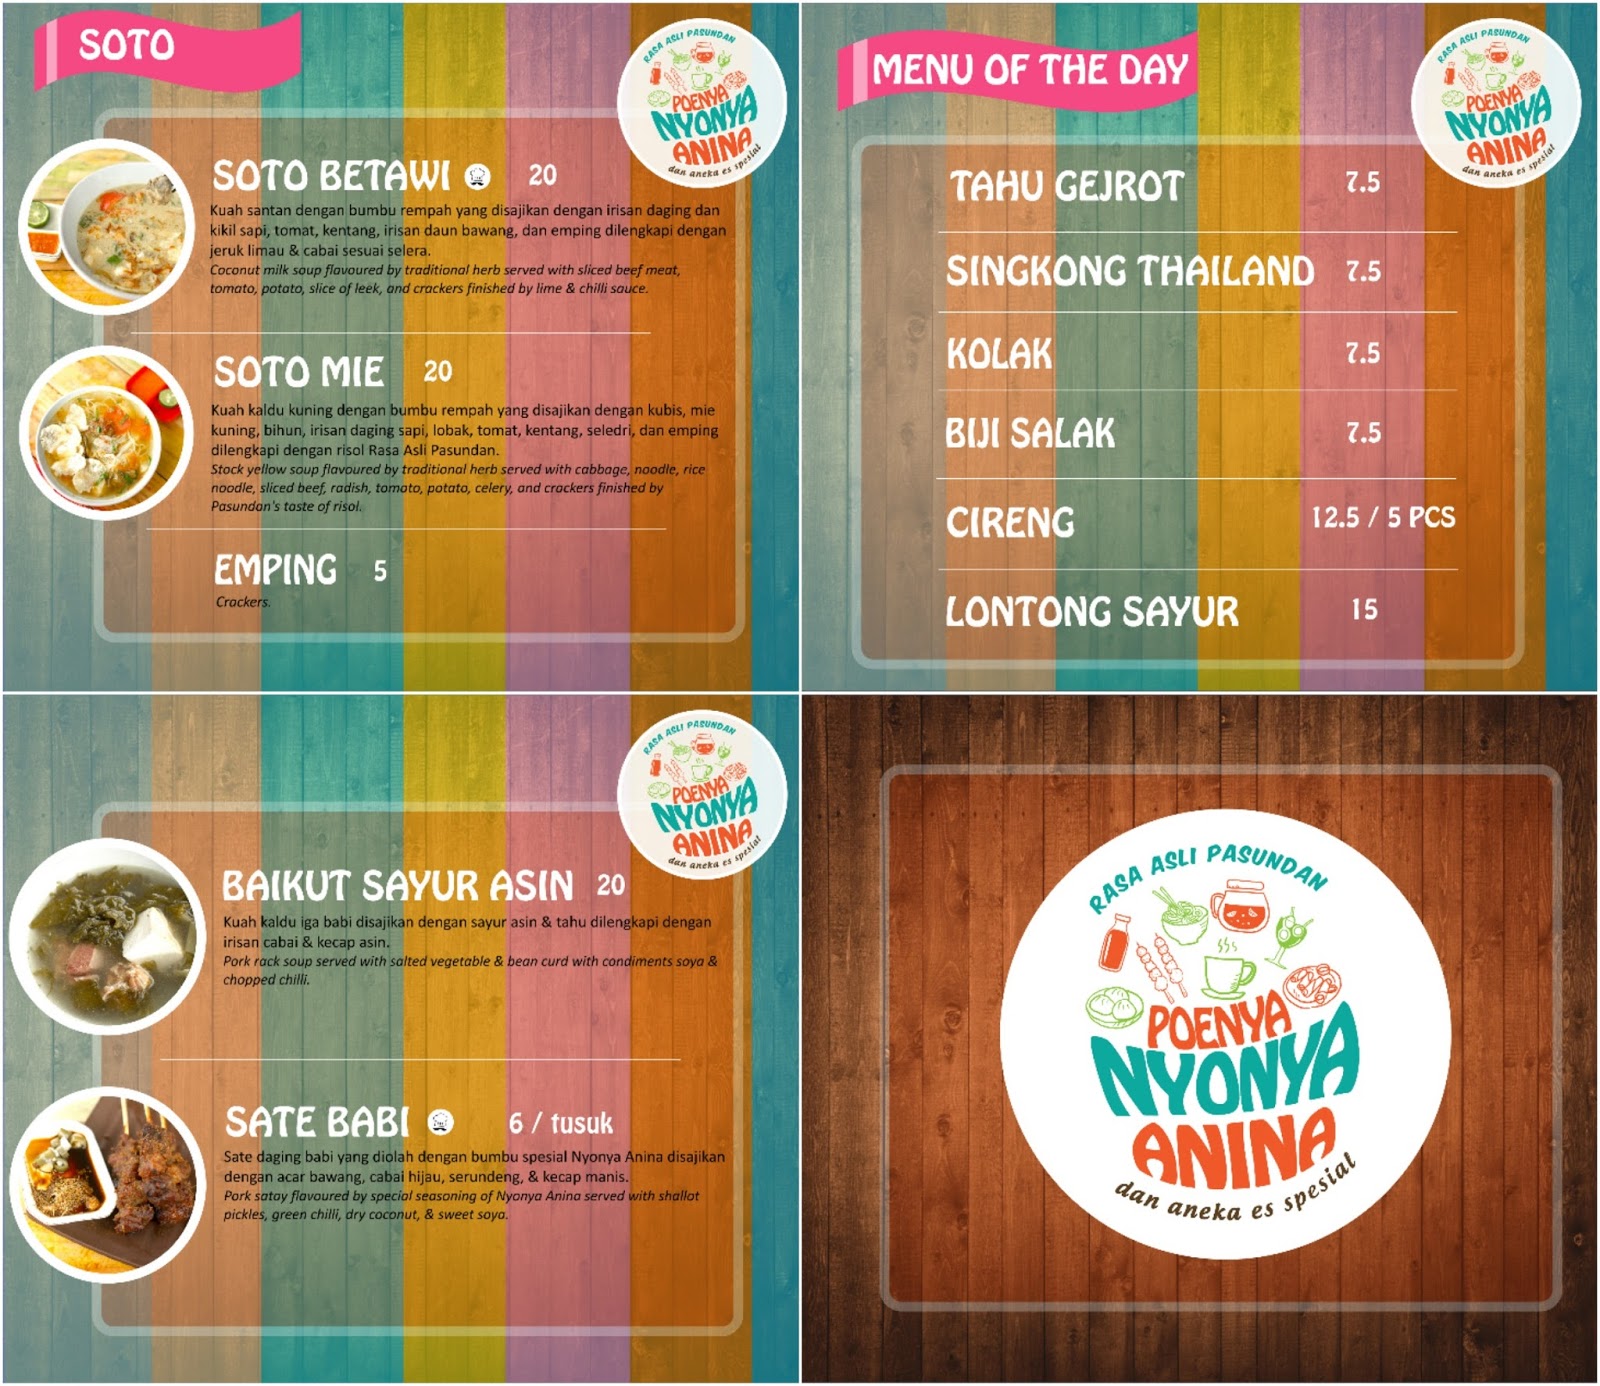 SOTO
RASA ASLI PASUNDAN
POENYA
NYONYA
ANINA
dan aneka es spesial
SOTO BETAWI 20
Kuah santan dengan bumbu rempah yang disajikan dengan irisan daging dan
kikil sapi, tomat, kentang, irisan daun bawang, dan emping dilengkapi dengan
jeruk limau & cabai sesuai selera.
Coconut milk soup flavoured by traditional herb served with sliced beef meat,
tomato, potato, slice of leek, and crackers finished by lime & chilli sauce.
SOTO MIE 20
Kuah kaldu kuning dengan bumbu rempah yang disajikan dengan kubis, mie
kuning, bihun, irisan daging sapi, lobak, tomat, kentang, seledri, dan emping
dilengkapi dengan risol Rasa Asli Pasundan.
Stock yellow soup flavoured by traditional herb served with cabbage, noodle, rice
noodle, sliced beef, radish, tomato, potato, celery, and crackers finished by
Pasundan's taste of risol.
EMPING 5
Crackers.
MENU OF THE DAY
RASA ASLI PASUNDAN
POENYA
NYONYA
ANINA
dan aneka es spesial
TAHU GEJROT 7.5
SINGKONG THAILAND 7.5
KOLAK 7.5
BIJI SALAK 7.5
CIRENG 12.5 / 5 PCS
LONTONG SAYUR 15
RASA ASLI PASUNDAN
POENYA
NYONYA
ANINA
dan aneka es spesial
BAIKUT SAYUR ASIN 20
Kuah kaldu iga babi disajikan dengan sayur asin & tahu dilengkapi dengan
irisan cabai & kecap asin.
Pork rack soup served with salted vegetable & bean curd with condiments soya &
chopped chilli.
SATE BABI 6 / tusuk
Sate daging babi yang diolah dengan bumbu spesial Nyonya Anina disajikan
dengan acar bawang, cabai hijau, serundeng, & kecap manis.
Pork satay flavoured by special seasoning of Nyonya Anina served with shallot
pickles, green chilli, dry coconut, & sweet soya.
RASA ASLI PASUNDAN
POENYA
NYONYA
ANINA
dan aneka es spesial